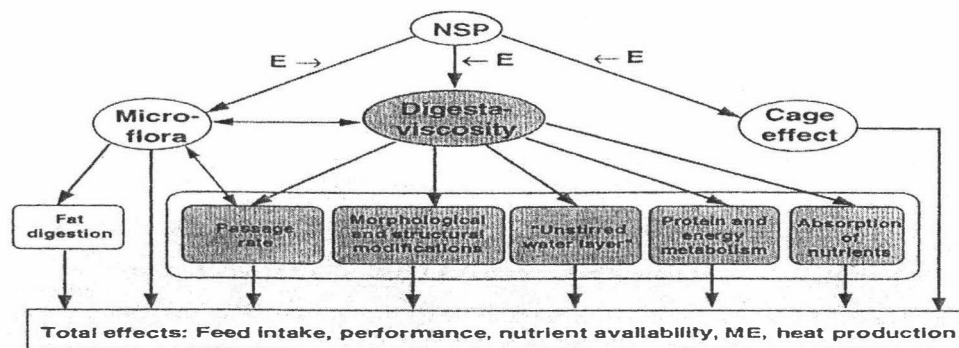 NSP
E →
← E
← E
Micro-
flora
Digesta-
viscosity
Cage
effect
Fat
digestion
Passage
rate
Morphological
and structural
modifications
"Unstirred
water layer"
Protein and
energy
metabolism
Absorption
of
nutrients
Total effects: Feed intake, performance, nutrient availability, ME, heat production